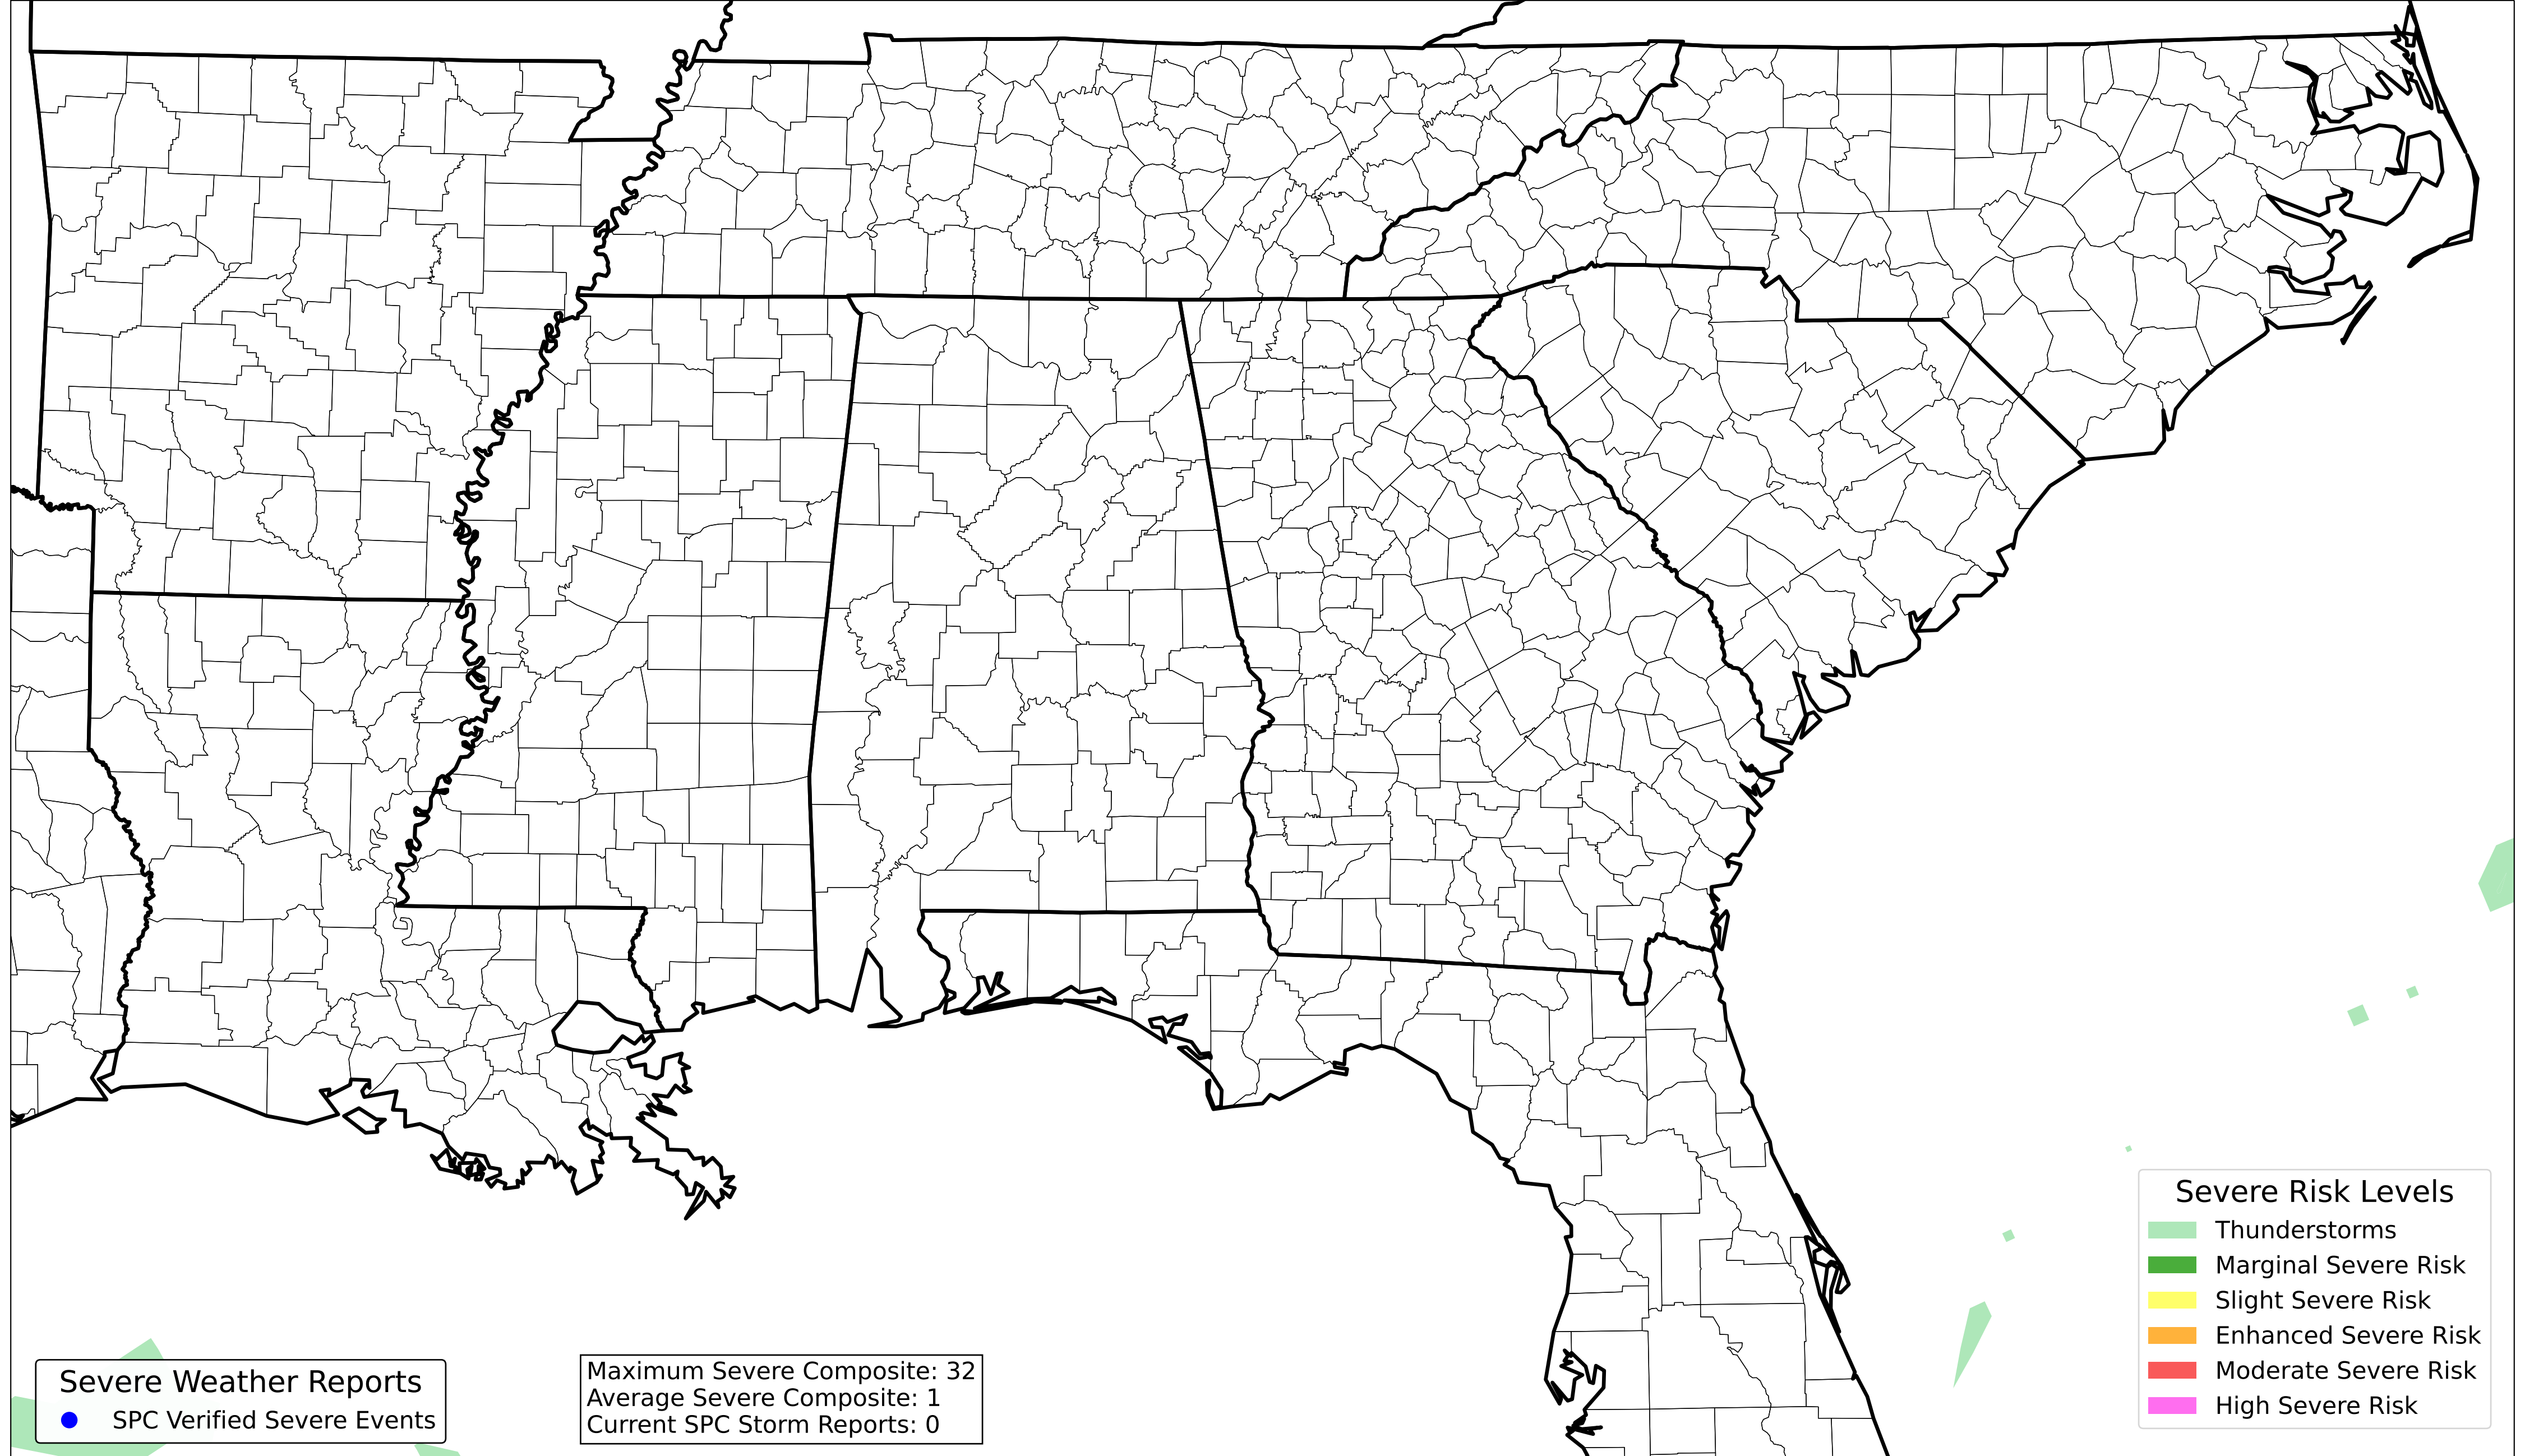 Severe Risk Levels
Thunderstorms
Marginal Severe Risk
Slight Severe Risk
Enhanced Severe Risk
Moderate Severe Risk
High Severe Risk
Severe Weather Reports
SPC Verified Severe Events
Maximum Severe Composite: 32
Average Severe Composite: 1
Current SPC Storm Reports: 0